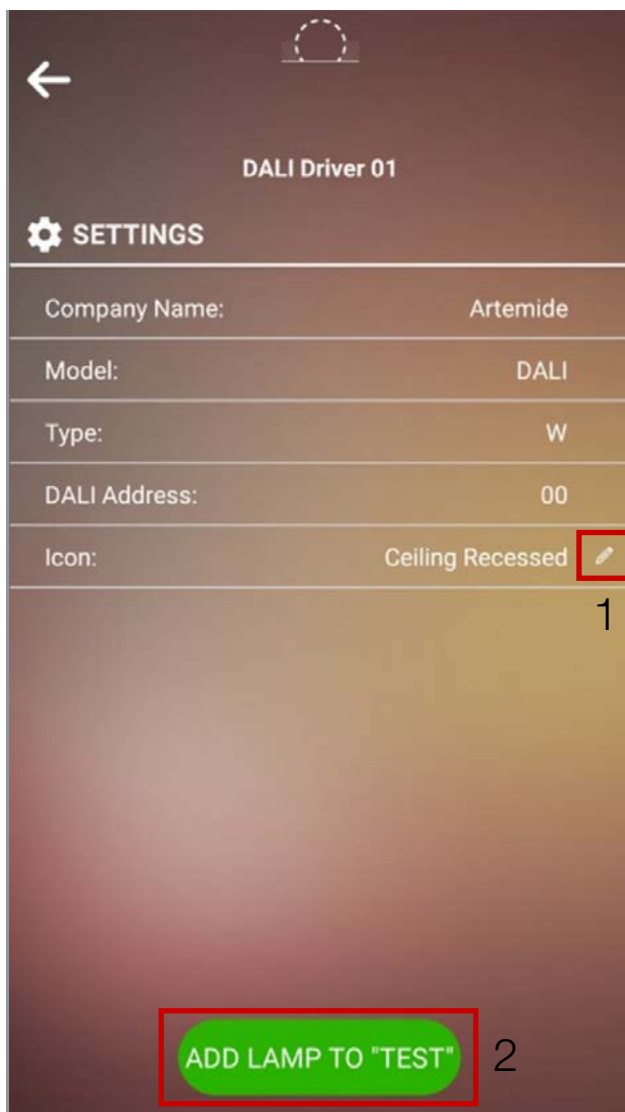 DALI Driver 01
SETTINGS
Company Name: Artemide
Model: DALI
Type: W
DALI Address: 00
Icon: Ceiling Recessed
1
ADD LAMP TO "TEST"
2